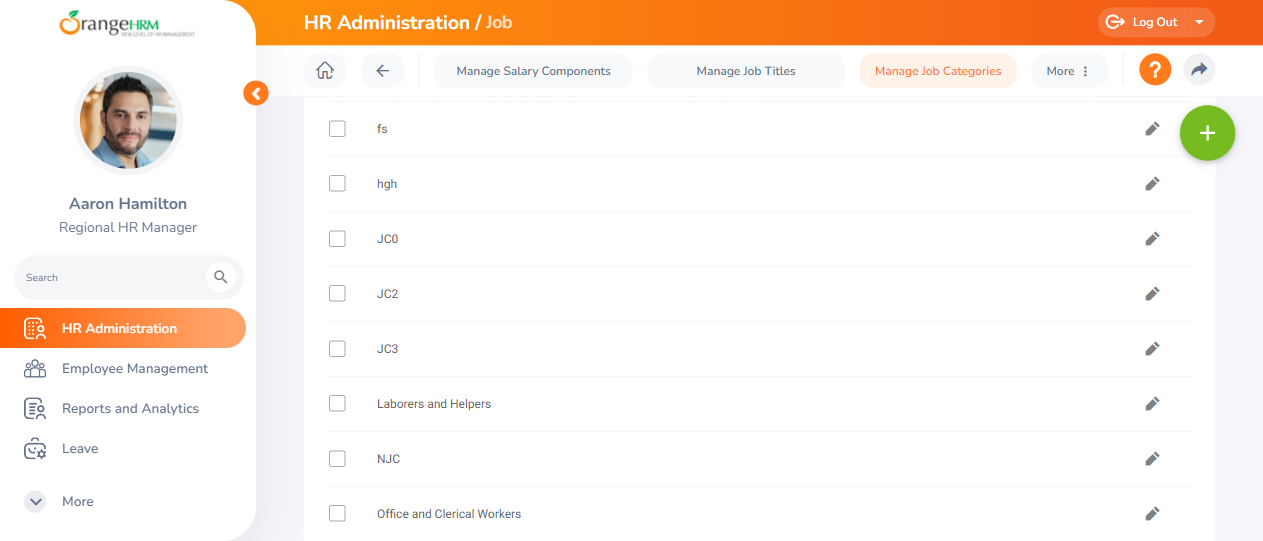 OrangeHRM
NEW LEVEL OF HR MANAGEMENT
HR Administration / Job
Log Out
Manage Salary Components
Manage Job Titles
Manage Job Categories
More
?
Aaron Hamilton
Regional HR Manager
Search
HR Administration
Employee Management
Reports and Analytics
Leave
More
fs
hgh
JC0
JC2
JC3
Laborers and Helpers
NJC
Office and Clerical Workers